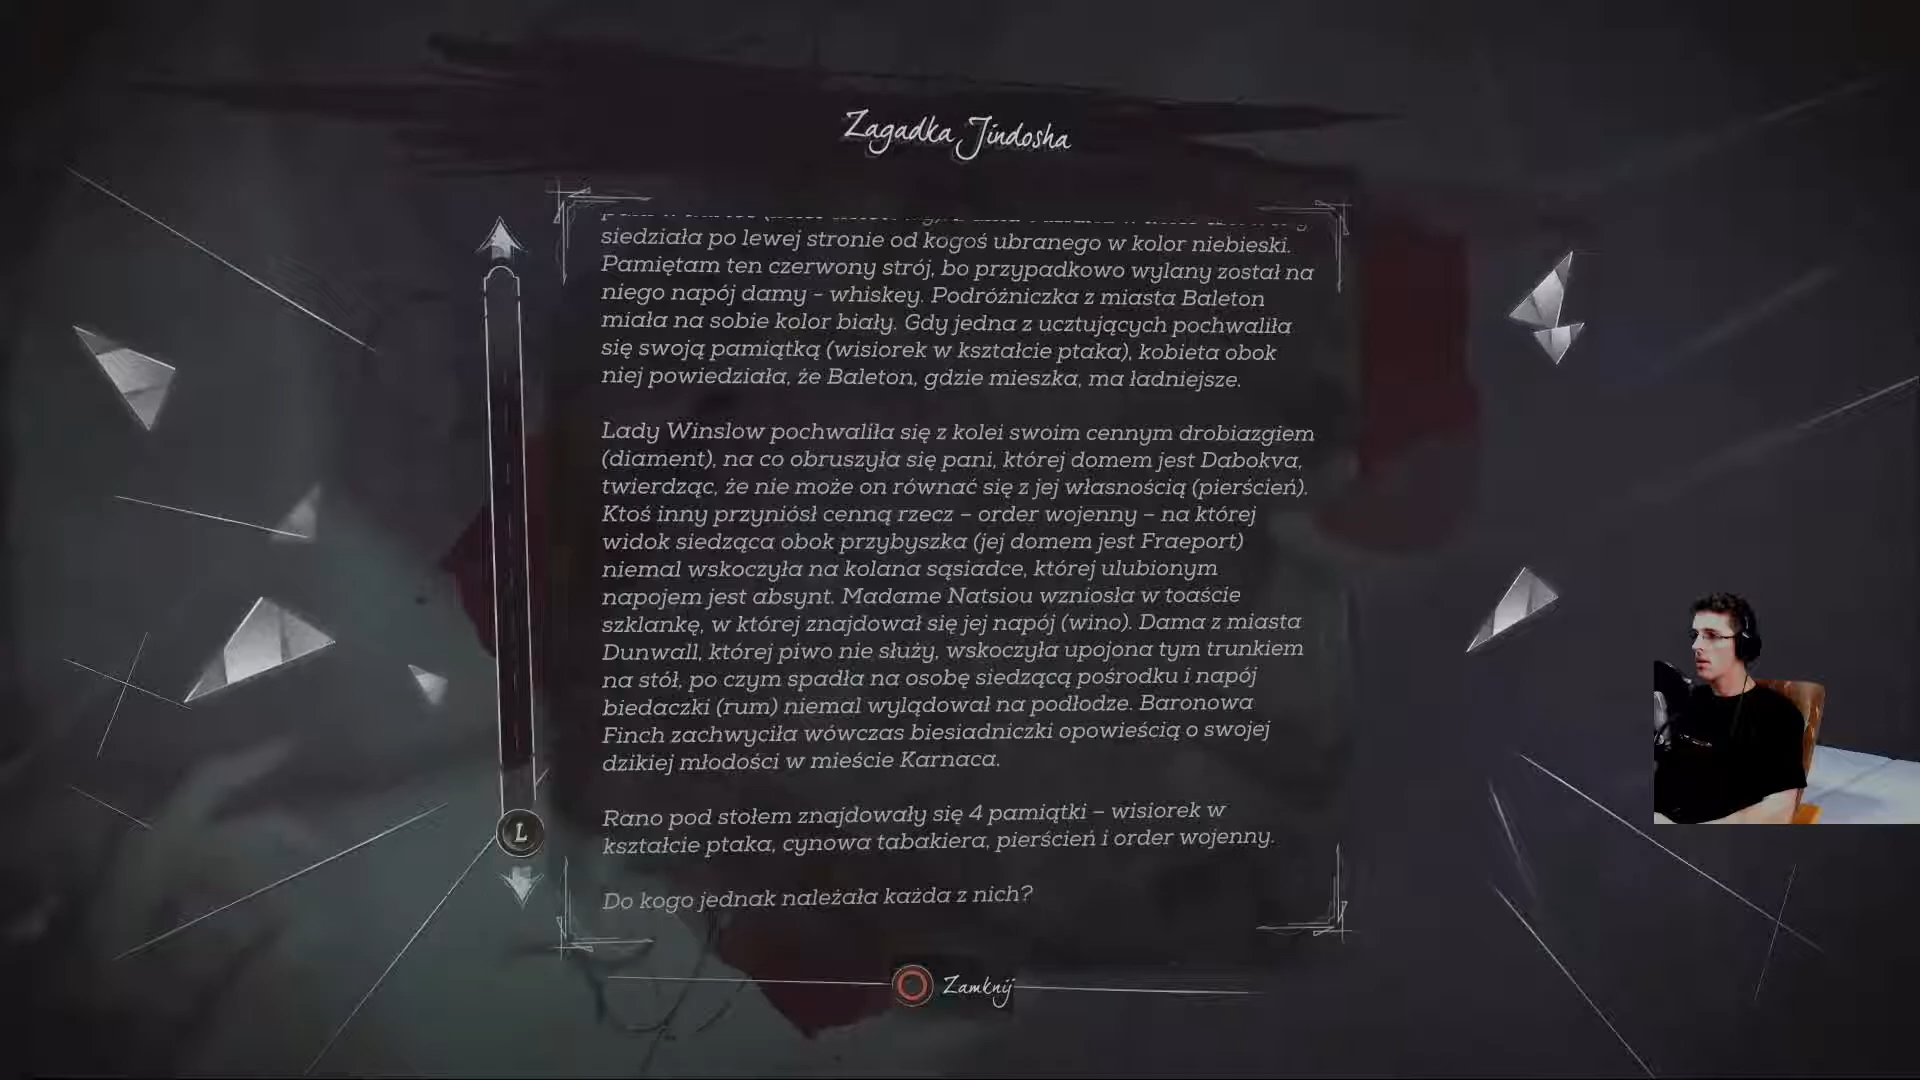 Zagadka Jindosha
siedziała po lewej stronie od kogoś ubranego w kolor niebieski.
Pamiętam ten czerwony strój, bo przypadkowo wylany został na
niego napój damy - whiskey. Podróżniczka z miasta Baleton
miała na sobie kolor biały. Gdy jedna z ucztujących pochwaliła
się swoją pamiątką (wisiorek w kształcie ptaka), kobieta obok
niej powiedziała, że Baleton, gdzie mieszka, ma ładniejsze.
Lady Winslow pochwaliła się z kolei swoim cennym drobiazgiem
(diament), na co obruszyła się pani, której domem jest Dabokva,
twierdząc, że nie może on równać się z jej własnością (pierścień).
Ktoś inny przyniósł cenną rzecz – order wojenny – na której
widok siedząca obok przybyszka (jej domem jest Fraeport)
niemal wskoczyła na kolana sąsiadce, której ulubionym
napojem jest absynt. Madame Natsiou wzniosła w toaście
szklankę, w której znajdował się jej napój (wino). Dama z miasta
Dunwall, której piwo nie służy, wskoczyła upojona tym trunkiem
na stół, po czym spadła na osobę siedzącą pośrodku i napój
biedaczki (rum) niemal wylądował na podłodze. Baronowa
Finch zachwyciła wówczas biesiadniczki opowieścią o swojej
dzikiej młodości w mieście Karnaca.
Rano pod stołem znajdowały się 4 pamiątki – wisiorek w
kształcie ptaka, cynowa tabakiera, pierścień i order wojenny.
Do kogo jednak należała każda z nich?
L
Zamknij